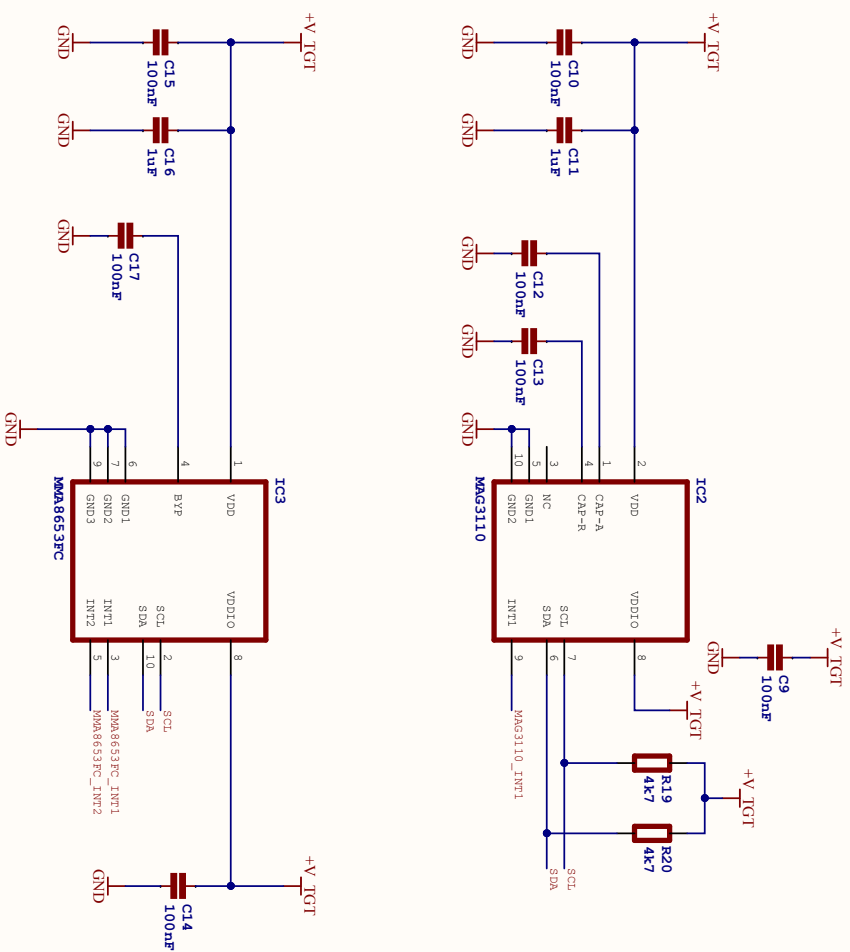 +V_TGT
C10
100nF
GND
C11
1uF
GND
C12
100nF
GND
C13
100nF
GND
GND
IC2
MAG3110
2
VDD
1
CAP-A
4
CAP-R
3
NC
5
GND1
10
GND2
VDDIO
8
SCL
7
SDA
6
INT1
9
+V_TGT
C9
100nF
GND
+V_TGT
+V_TGT
R19
4k7
R20
4k7
SCL
SDA
MAG3110_INT1
+V_TGT
C15
100nF
GND
C16
1uF
GND
C17
100nF
GND
GND
IC3
MMA8653FC
1
VDD
4
BYP
6
GND1
7
GND2
9
GND3
VDDIO
8
SCL
2
SDA
10
INT1
3
INT2
5
SCL
SDA
MMA8653FC_INT1
MMA8653FC_INT2
+V_TGT
C14
100nF
GND